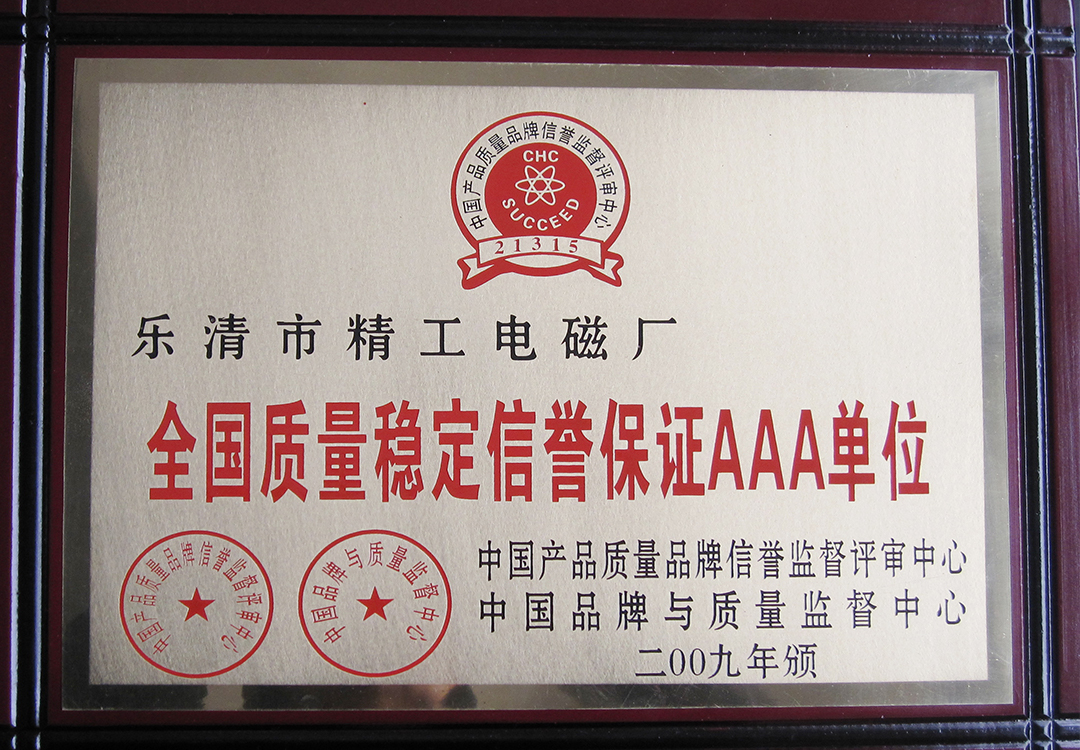 中国产品质量品牌信誉监督评审中心
CHC
SUCCEED
21315
乐清市精工电磁厂
全国质量稳定信誉保证AAA单位
中国产品质量品牌信誉监督评审中心
中国品牌与质量监督中心
中国产品质量品牌信誉监督评审中心
中国品牌与质量监督中心
二00九年颁